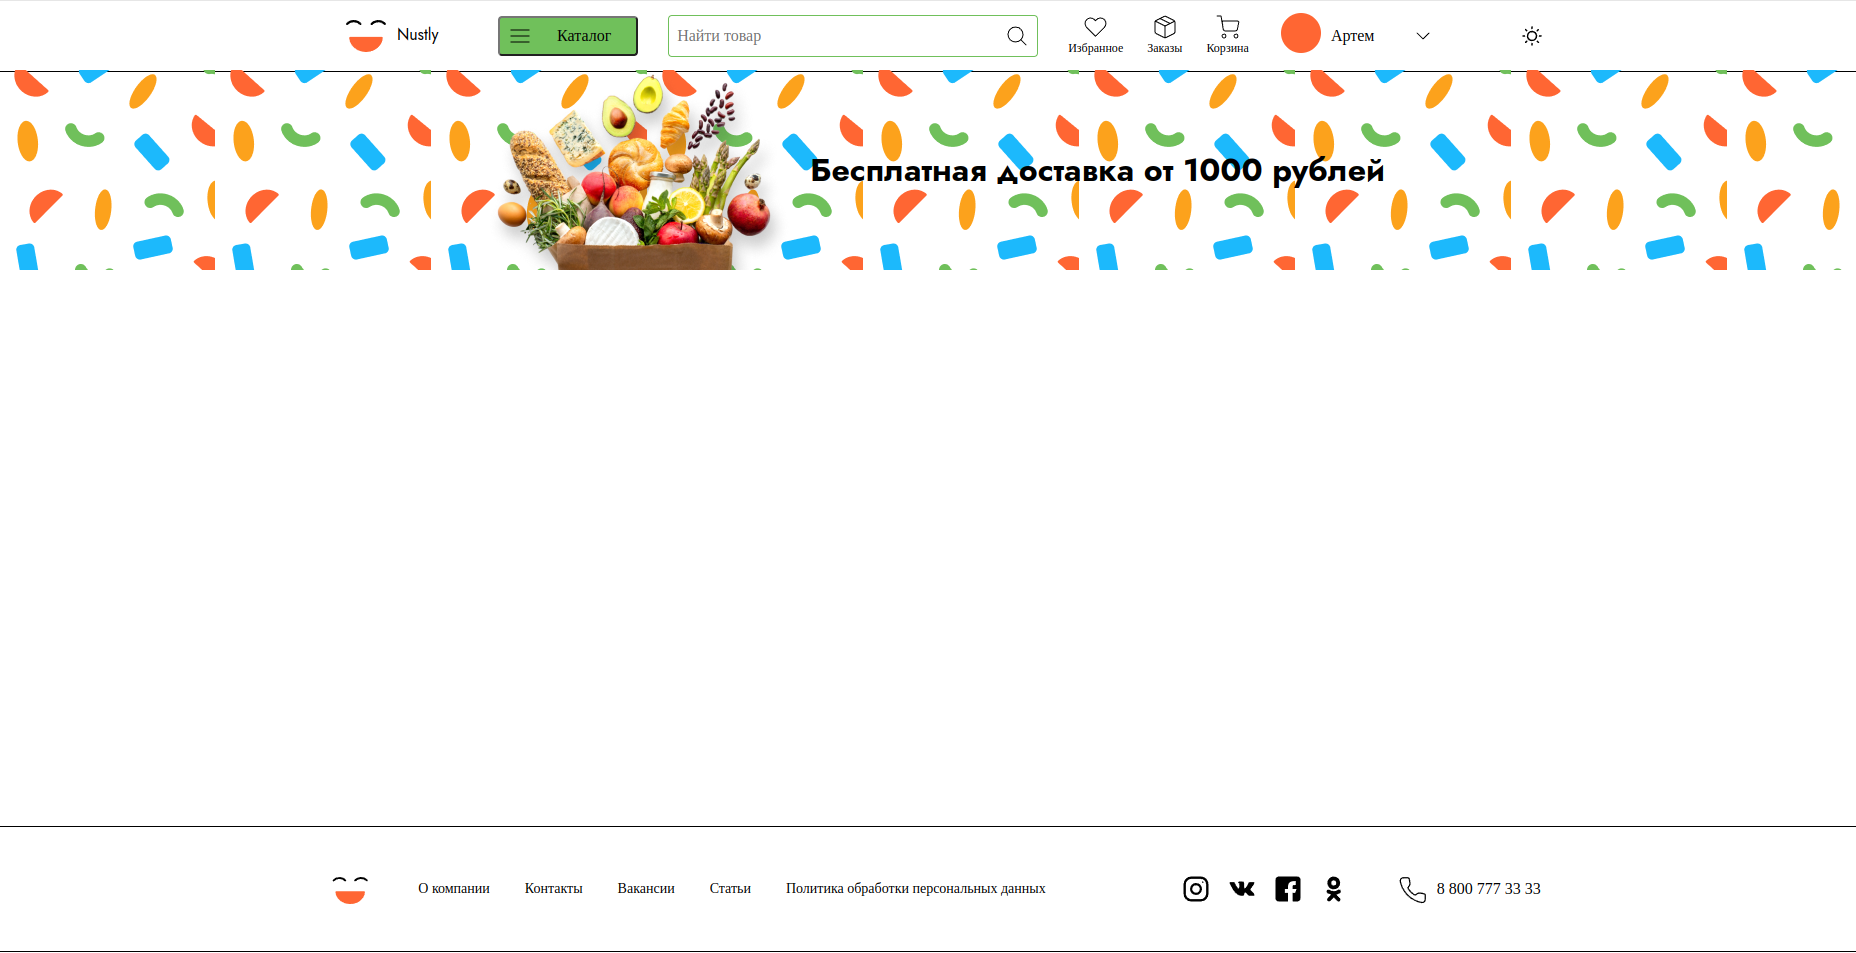 Nustly
Каталог
Найти товар
Избранное
Заказы
Корзина
Артем
Бесплатная доставка от 1000 рублей
О компании
Контакты
Вакансии
Статьи
Политика обработки персональных данных
8 800 777 33 33